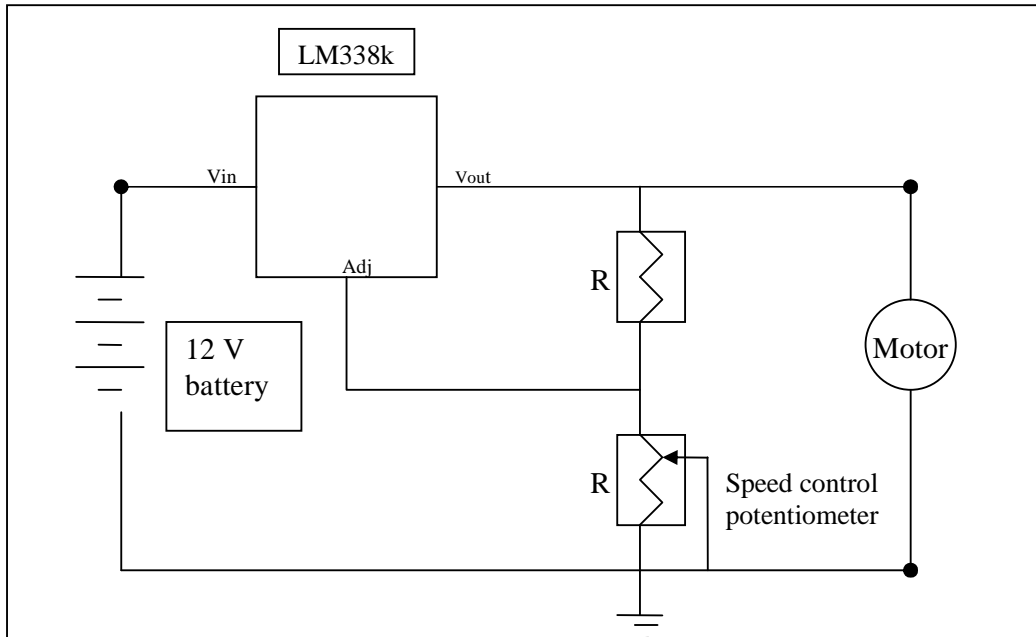 LM338k
Vin
Vout
Adj
R
12 V
battery
Motor
R
Speed control
potentiometer